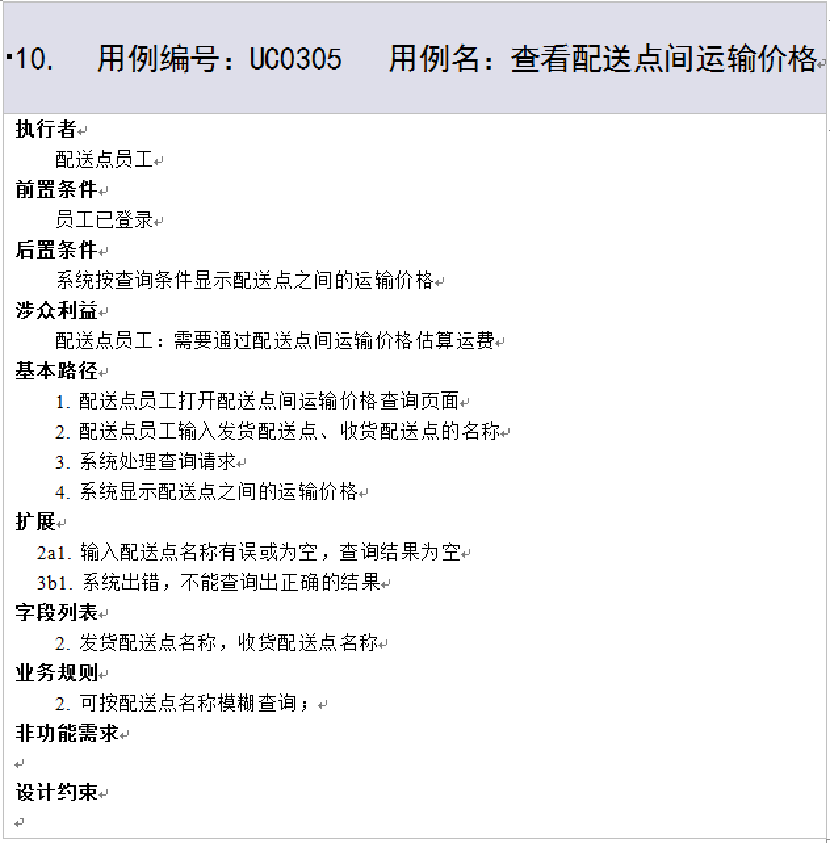 10. 用例编号：UC0305 用例名：查看配送点间运输价格
执行者
配送点员工
前置条件
员工已登录
后置条件
系统按查询条件显示配送点之间的运输价格
涉众利益
配送点员工：需要通过配送点间运输价格估算运费
基本路径
1. 配送点员工打开配送点间运输价格查询页面
2. 配送点员工输入发货配送点、收货配送点的名称
3. 系统处理查询请求
4. 系统显示配送点之间的运输价格
扩展
2a1. 输入配送点名称有误或为空，查询结果为空
3b1. 系统出错，不能查询出正确的结果
字段列表
2. 发货配送点名称，收货配送点名称
业务规则
2. 可按配送点名称模糊查询；
非功能需求
设计约束